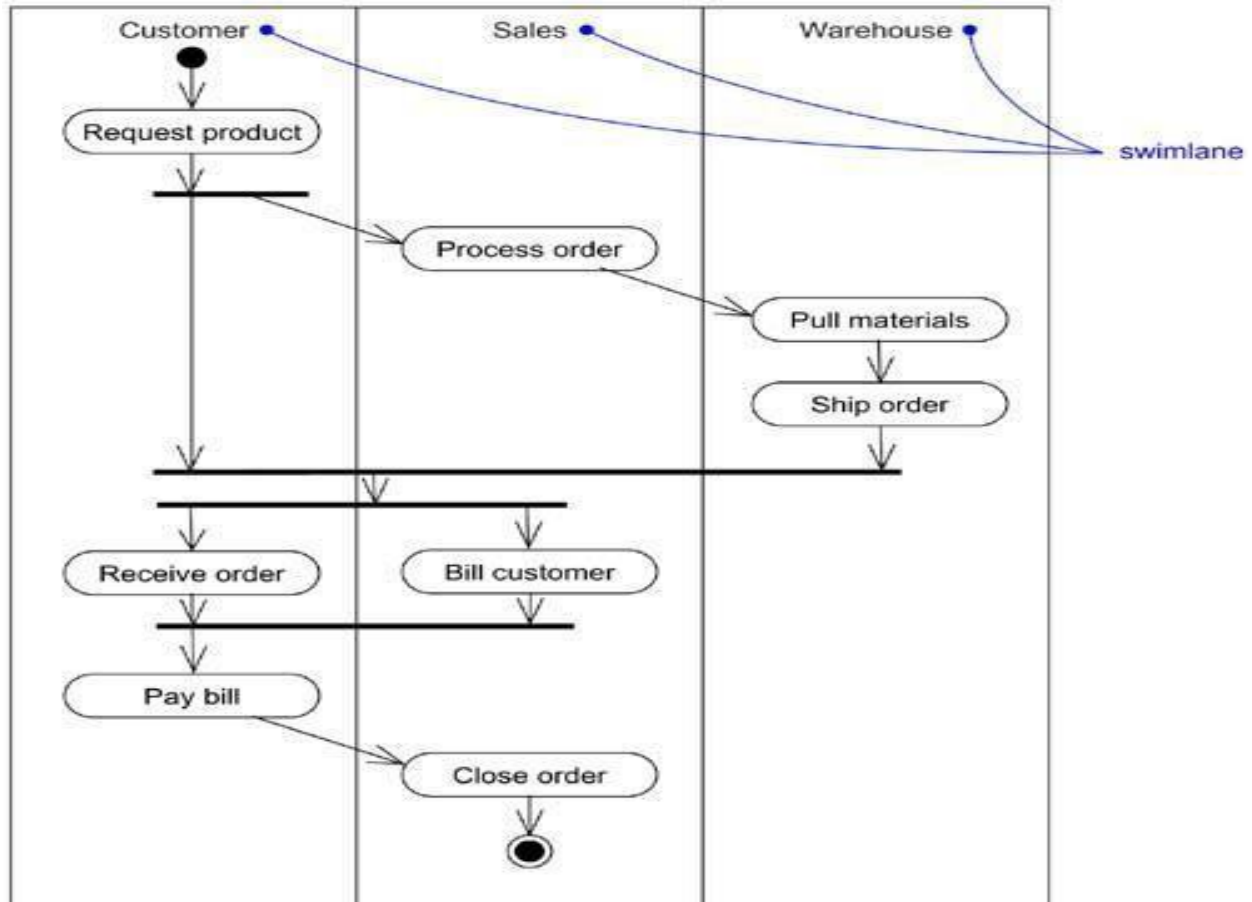 Customer
Sales
Warehouse
Request product
swimlane
Process order
Pull materials
Ship order
Receive order
Bill customer
Pay bill
Close order